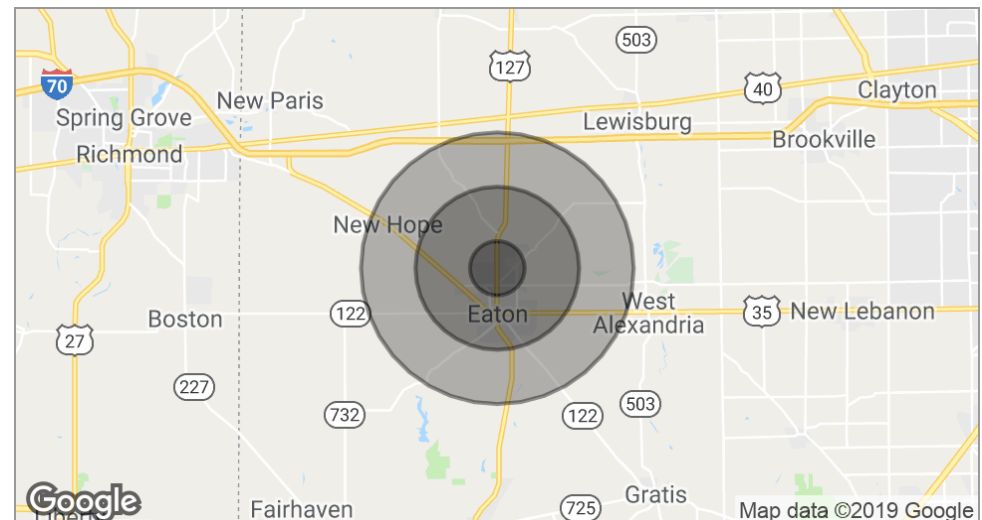 503
127
70
40
Clayton
New Paris
Spring Grove
Lewisburg
Brookville
Richmond
New Hope
West
Alexandria
122
Eaton
35
New Lebanon
Boston
27
227
732
122
503
Gratis
Google
Fairhaven
725
Map data ©2019 Google